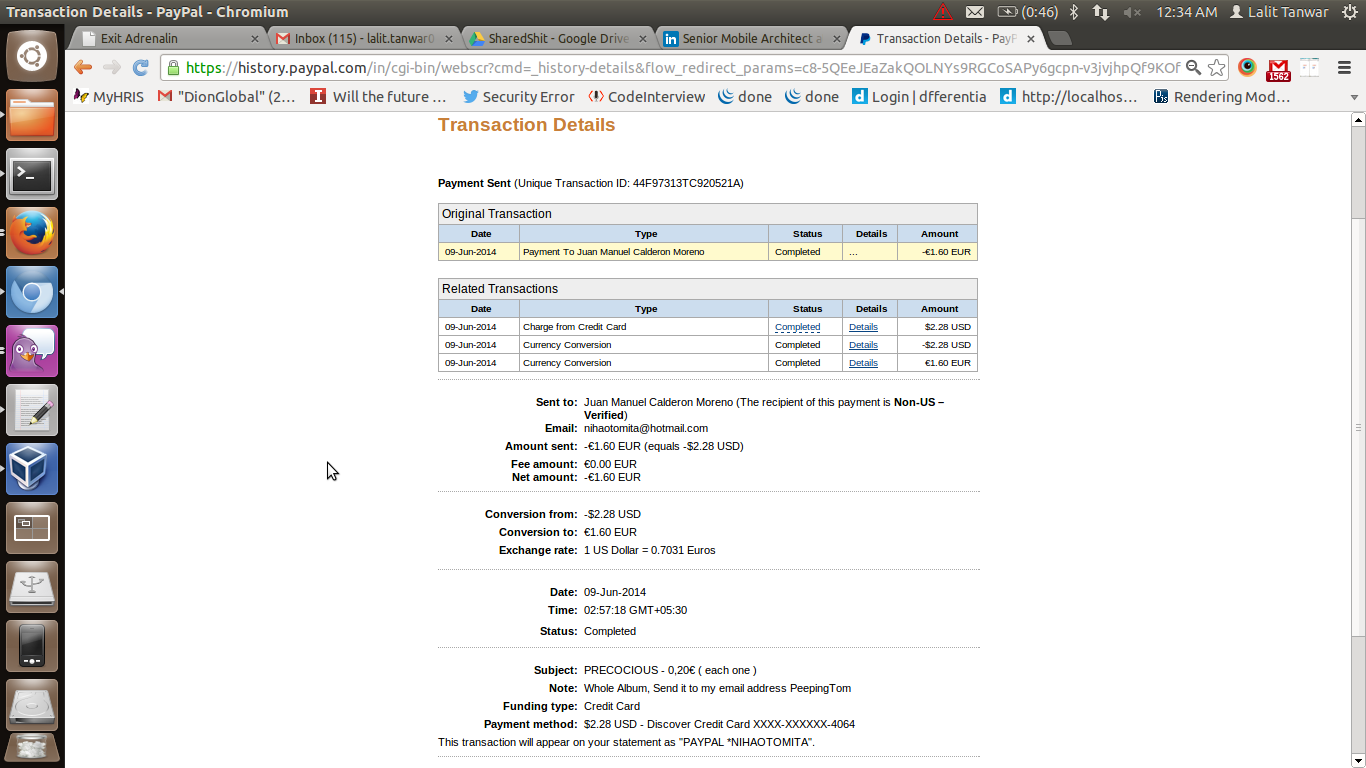 Transaction Details - PayPal - Chromium
(0:46) 12:34 AM Lalit Tanwar
Exit Adrenalin
Inbox (115) - lalit.tanwar
SharedShit - Google Drive
Senior Mobile Architect
Transaction Details - PayP
https://history.paypal.com/in/cgi-bin/webscr?cmd=_history-details&flow_redirect_params=
1562
MyHRIS
"DionGlobal" (2...
Will the future ...
Security Error
CodeInterview
done
done
Login | dfferentia
http://localhos...
Rendering Mod...
Transaction Details
Payment Sent (Unique Transaction ID: 44F97313TC920521A)
Original Transaction
Date Type Status Details Amount
09-Jun-2014 Payment To Juan Manuel Calderon Moreno Completed ... -€1.60 EUR
Related Transactions
Date Type Status Details Amount
09-Jun-2014 Charge from Credit Card Completed Details $2.28 USD
09-Jun-2014 Currency Conversion Completed Details -$2.28 USD
09-Jun-2014 Currency Conversion Completed Details €1.60 EUR
Sent to: Juan Manuel Calderon Moreno (The recipient of this payment is Non-US –
Verified)
Email: nihaotomita@hotmail.com
Amount sent: -€1.60 EUR (equals -$2.28 USD)
Fee amount: €0.00 EUR
Net amount: -€1.60 EUR
Conversion from: -$2.28 USD
Conversion to: €1.60 EUR
Exchange rate: 1 US Dollar = 0.7031 Euros
Date: 09-Jun-2014
Time: 02:57:18 GMT+05:30
Status: Completed
Subject: PRECOCIOUS - 0,20€ ( each one )
Note: Whole Album, Send it to my email address PeepingTom
Funding type: Credit Card
Payment method: $2.28 USD - Discover Credit Card XXXX-XXXXXX-4064
This transaction will appear on your statement as "PAYPAL *NIHAOTOMITA".